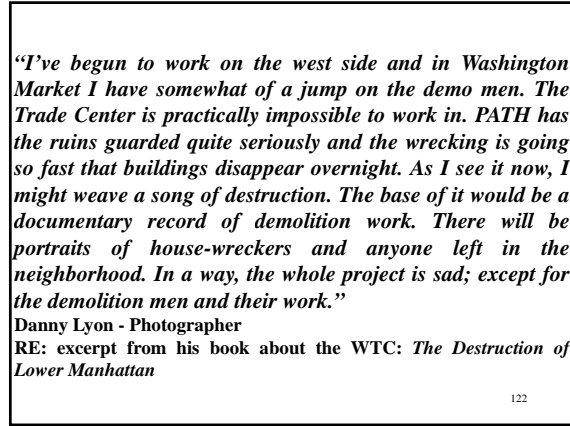 “I’ve begun to work on the west side and in Washington
Market I have somewhat of a jump on the demo men. The
Trade Center is practically impossible to work in. PATH has
the ruins guarded quite seriously and the wrecking is going
so fast that buildings disappear overnight. As I see it now, I
might weave a song of destruction. The base of it would be a
documentary record of demolition work. There will be
portraits of house-wreckers and anyone left in the
neighborhood. In a way, the whole project is sad; except for
the demolition men and their work.”
Danny Lyon - Photographer
RE: excerpt from his book about the WTC: The Destruction of
Lower Manhattan
122